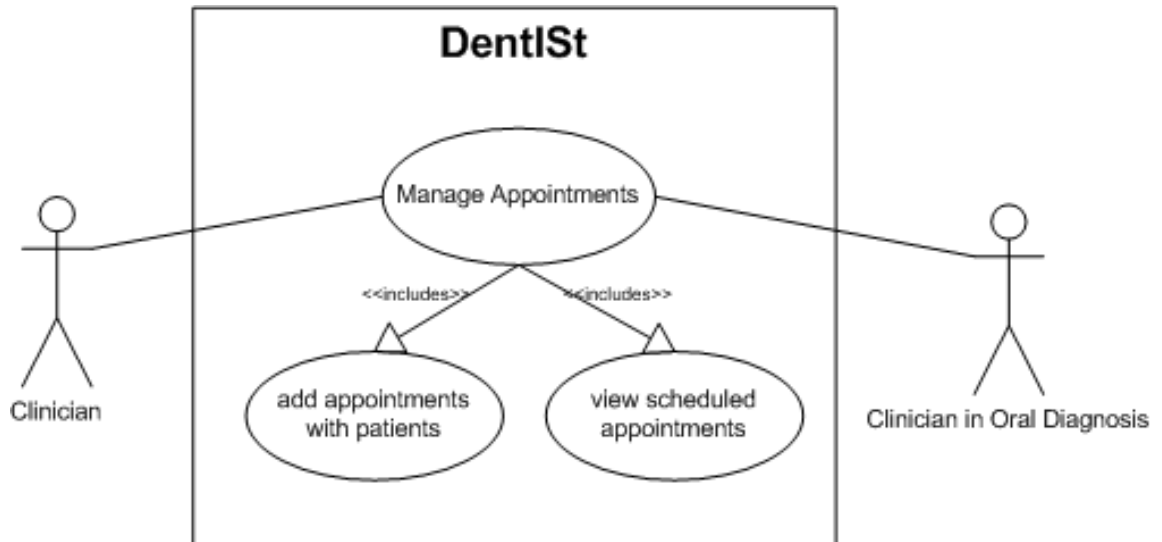 DentISt
Manage Appointments
<<includes>>
<<includes>>
add appointments
with patients
view scheduled
appointments
Clinician
Clinician in Oral Diagnosis